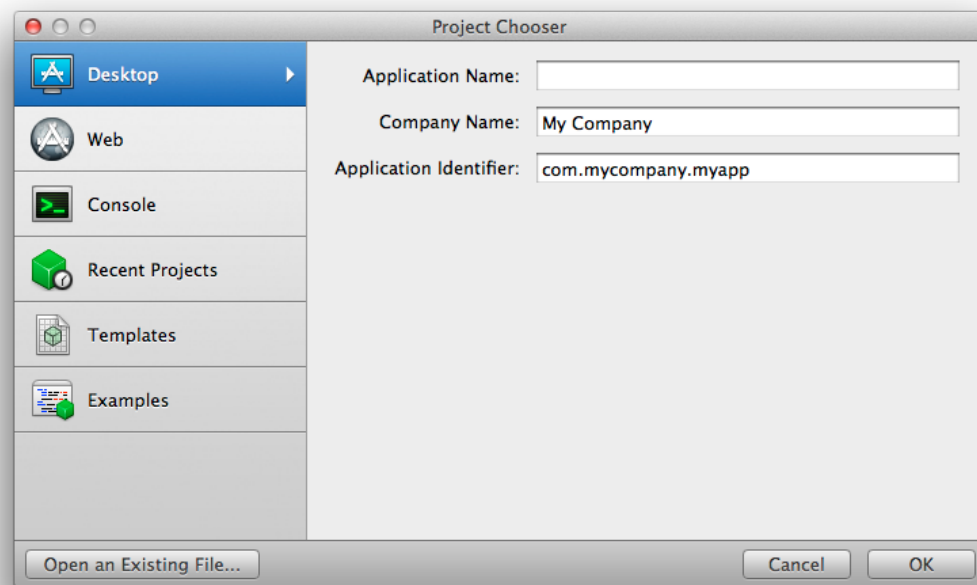 Project Chooser
Desktop
Web
Console
Recent Projects
Templates
Examples
Application Name:
Company Name: My Company
Application Identifier: com.mycompany.myapp
Open an Existing File...
Cancel
OK